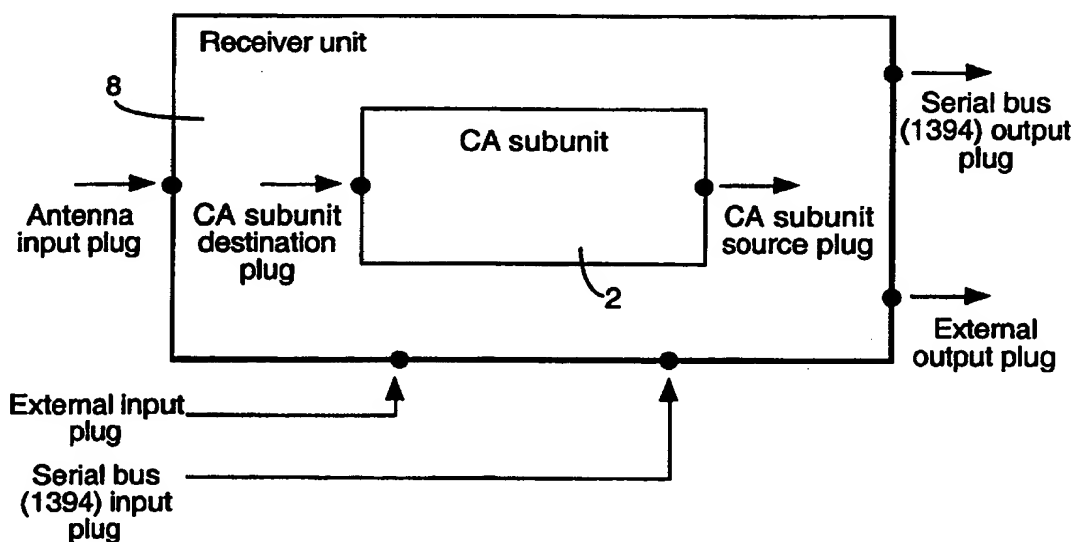 Receiver unit
8
CA subunit
Serial bus
(1394) output
plug
Antenna
input plug
CA subunit
destination
plug
CA subunit
source plug
2
External
output plug
External input
plug
Serial bus
(1394) input
plug